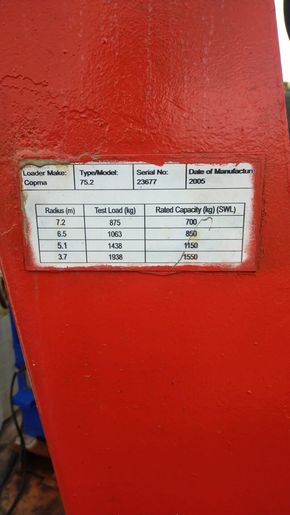 Loader Make: Type/Model: Serial No: Date of Manufactur
Copma 75.2 23677 2005
Radius (m) Test Load (kg) Rated Capacity (kg) (SWL)
7.2 875 700
6.5 1063 850
5.1 1438 1150
3.7 1938 1550